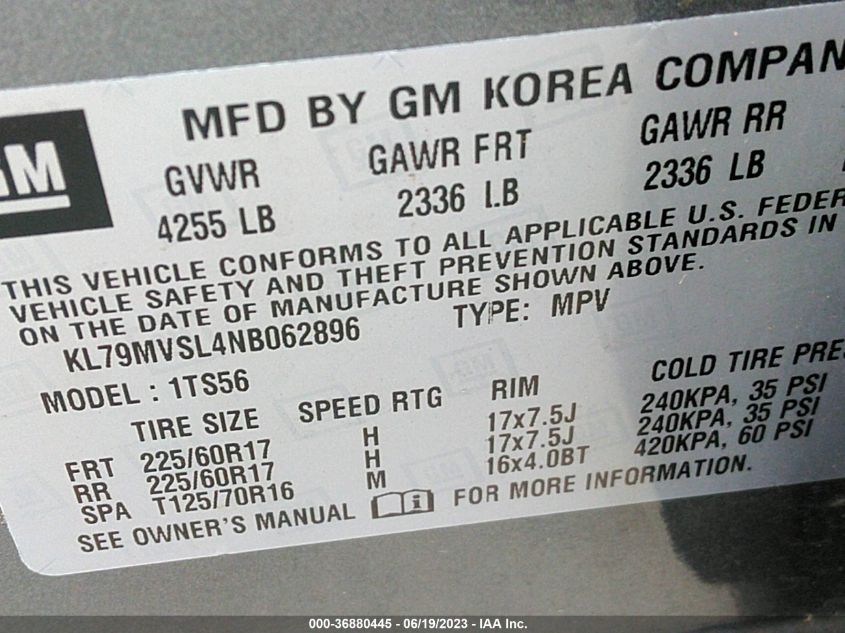 MFD BY GM KOREA COMPAN
GM
GVWR GAWR FRT GAWR RR
4255 LB 2336 LB 2336 LB
THIS VEHICLE CONFORMS TO ALL APPLICABLE U.S. FEDER
VEHICLE SAFETY AND THEFT PREVENTION STANDARDS IN
ON THE DATE OF MANUFACTURE SHOWN ABOVE.
KL79MVSL4NB062896 TYPE: MPV
MODEL : 1TS56
TIRE SIZE SPEED RTG RIM COLD TIRE PRE
FRT 225/60R17 H 17x7.5J 240KPA, 35 PSI
RR 225/60R17 H 17x7.5J 240KPA, 35 PSI
SPA T125/70R16 M 16x4.0BT 420KPA, 60 PSI
SEE OWNER'S MANUAL FOR MORE INFORMATION.
000-36880445 - 06/19/2023 - IAA Inc.